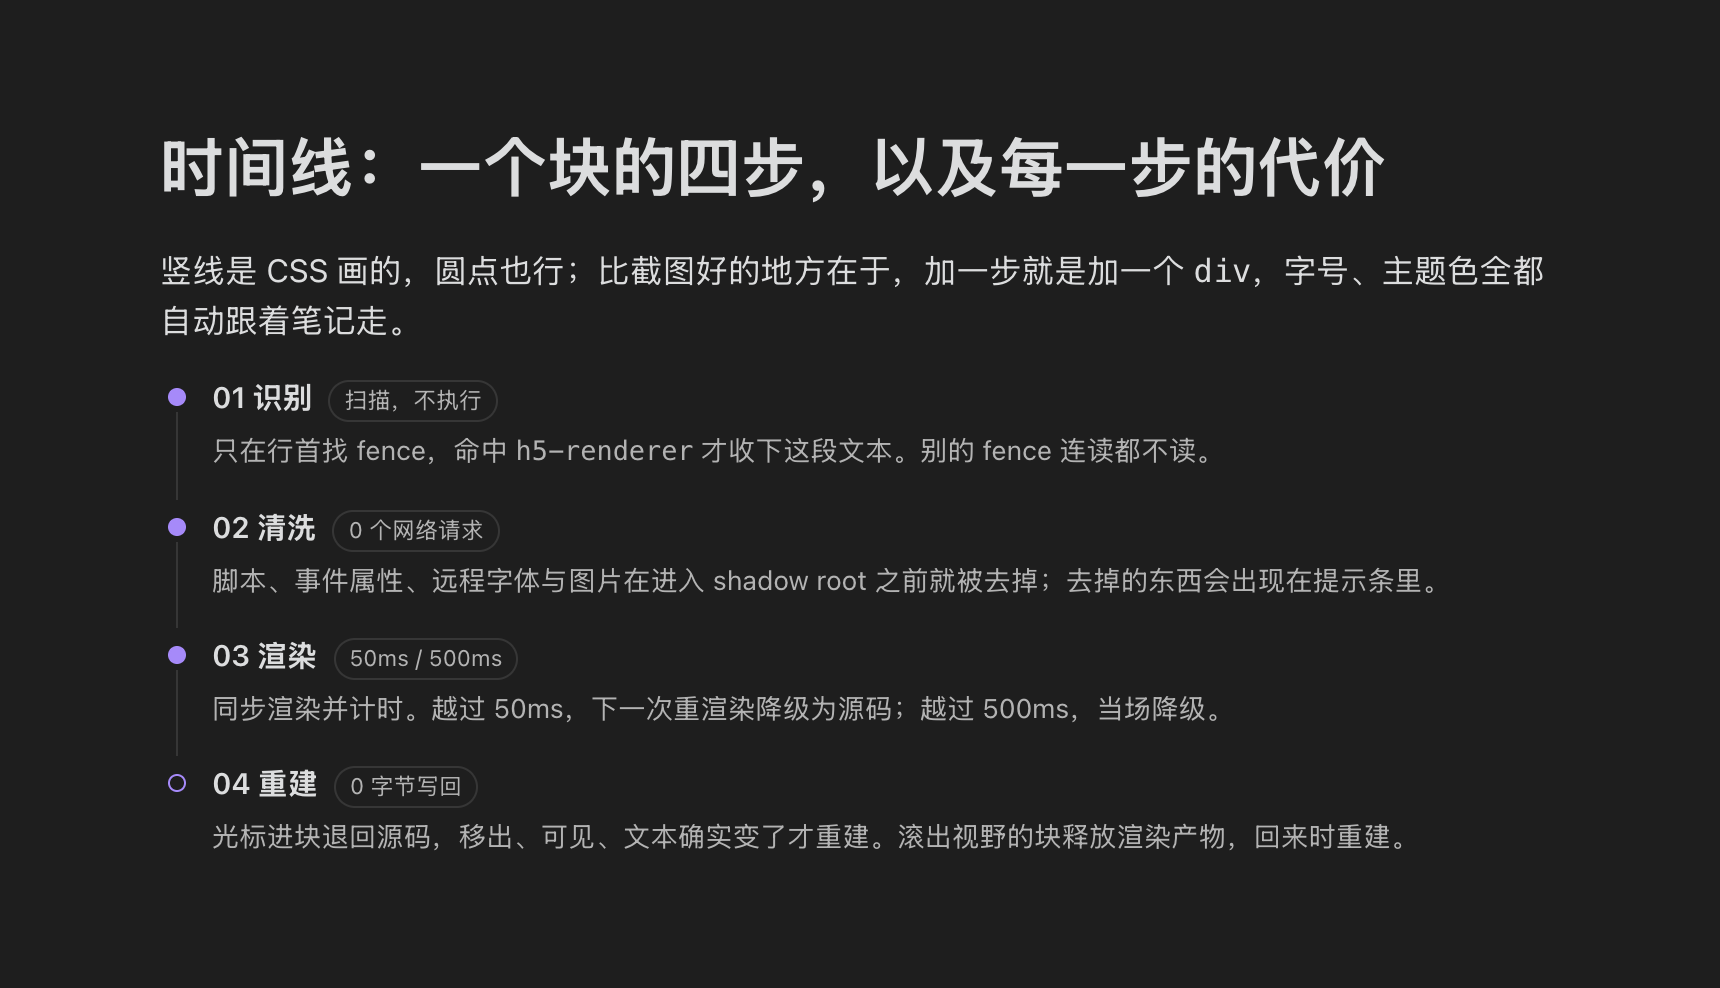 时间线：一个块的四步，以及每一步的代价
竖线是 CSS 画的，圆点也行；比截图好的地方在于，加一步就是加一个 div，字号、主题色全都
自动跟着笔记走。
01 识别 扫描，不执行
只在行首找 fence，命中 h5-renderer 才收下这段文本。别的 fence 连读都不读。
02 清洗 0 个网络请求
脚本、事件属性、远程字体与图片在进入 shadow root 之前就被去掉；去掉的东西会出现在提示条里。
03 渲染 50ms / 500ms
同步渲染并计时。越过 50ms，下一次重渲染降级为源码；越过 500ms，当场降级。
04 重建 0 字节写回
光标进块退回源码，移出、可见、文本确实变了才重建。滚出视野的块释放渲染产物，回来时重建。